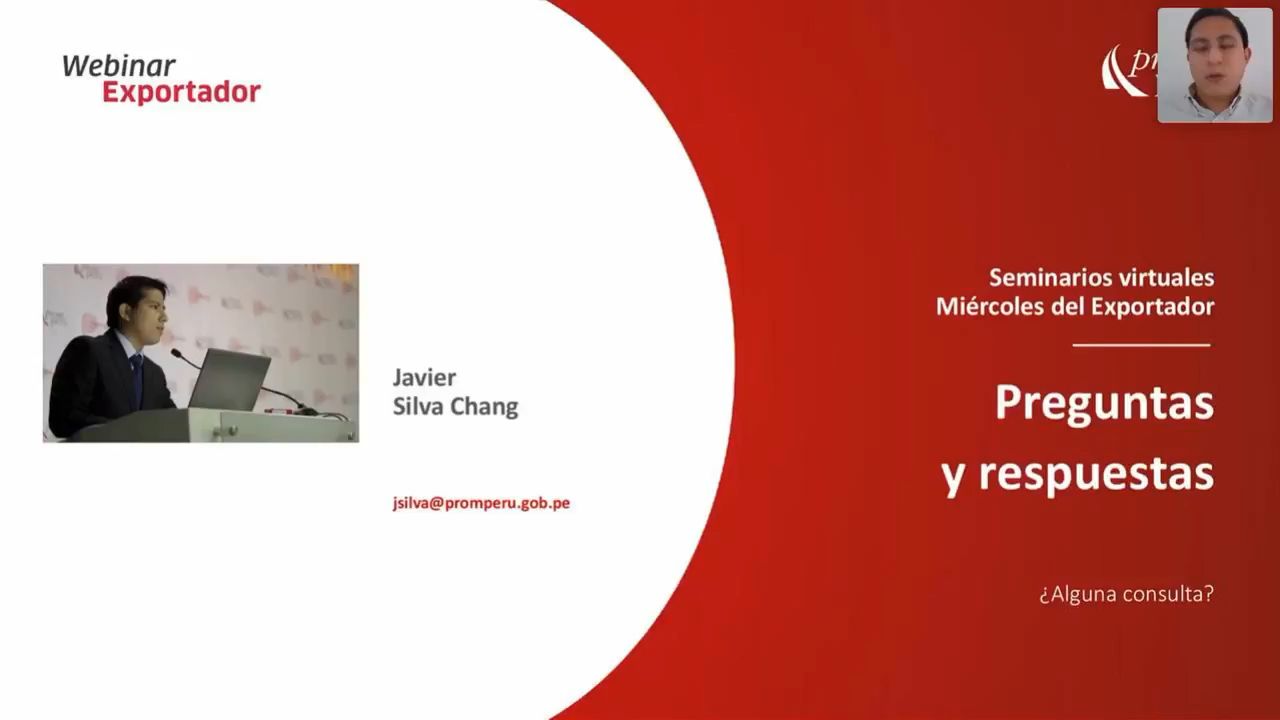 Webinar
Exportador
Seminarios virtuales
Miércoles del Exportador
Javier
Silva Chang
Preguntas
y respuestas
jsilva@promperu.gob.pe
¿Alguna consulta?